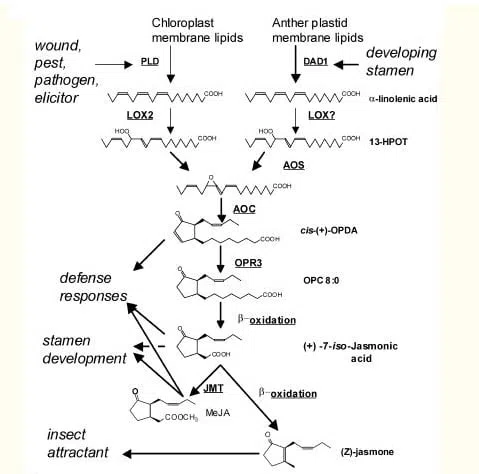 Chloroplast
membrane lipids
Anther plastid
membrane lipids
wound,
pest,
pathogen,
elicitor
PLD
DAD1
developing
stamen
COOH
COOH
α-linolenic acid
LOX2
LOX?
HOO
COOH
HOO
COOH
13-HPOT
AOS
O
COOH
AOC
O
COOH
cis-(+)-OPDA
OPR3
defense
responses
O
COOH
OPC 8:0
β-oxidation
stamen
development
O
COOH
(+) -7-iso-Jasmonic
acid
JMT
β-oxidation
O
COOCH3
MeJA
insect
attractant
O
(Z)-jasmone